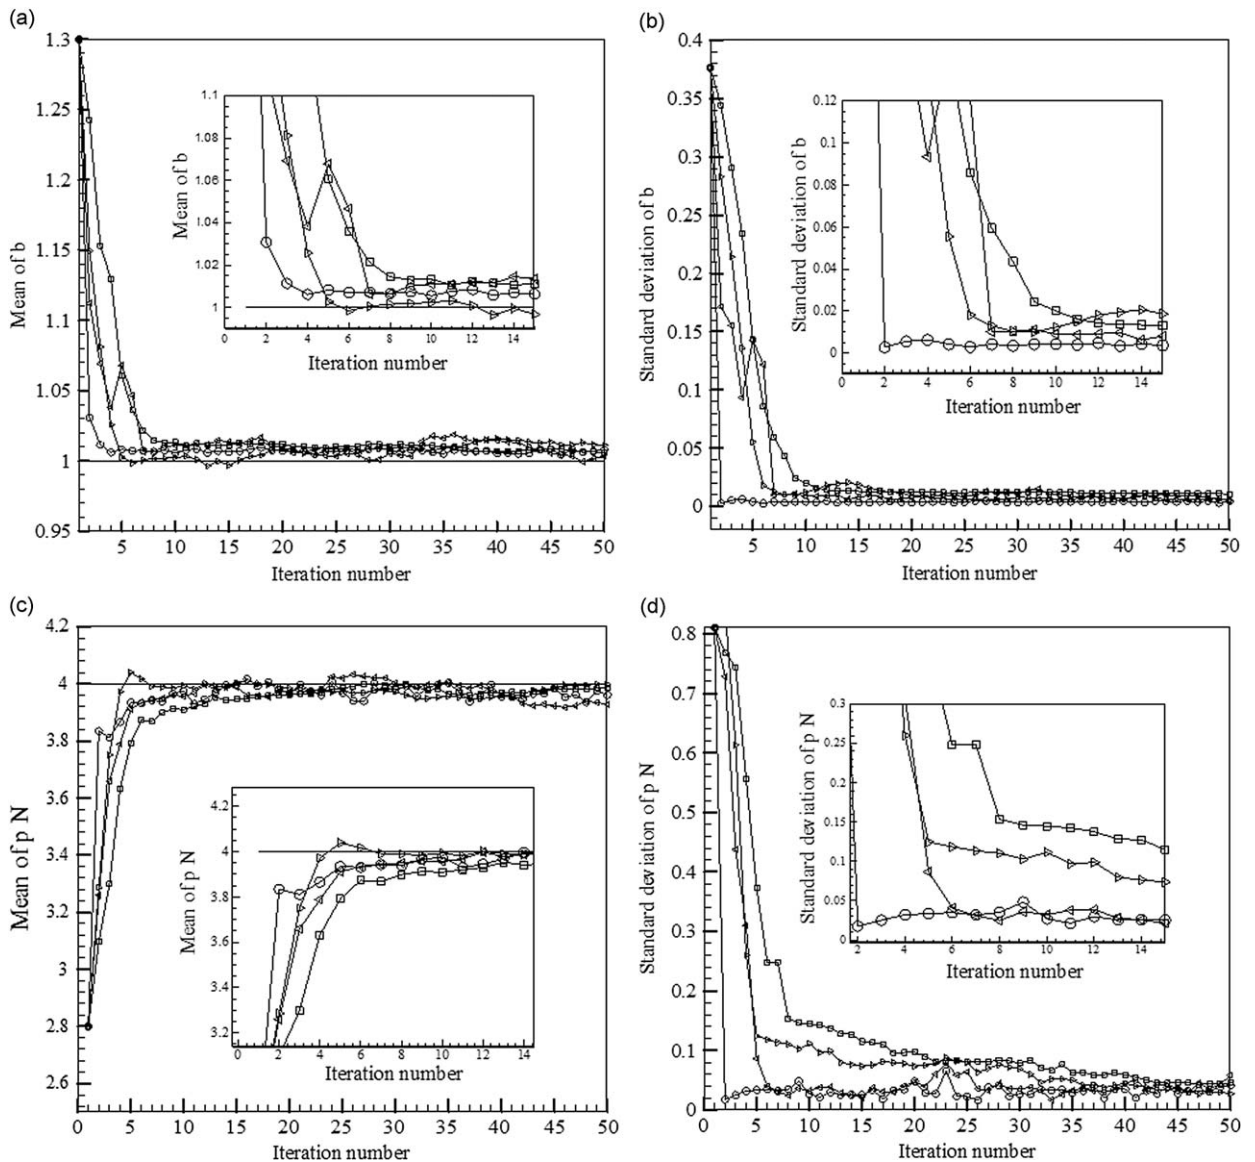 (a)
1.3
1.25
1.2
1.15
1.1
1.05
1
0.95
Mean of b
5 10 15 20 25 30 35 40 45 50
Iteration number
1.1
1.08
1.06
1.04
1.02
1
Mean of b
0 2 4 6 8 10 12 14
Iteration number
(b)
0.4
0.35
0.3
0.25
0.2
0.15
0.1
0.05
0
Standard deviation of b
5 10 15 20 25 30 35 40 45 50
Iteration number
0.12
0.1
0.08
0.06
0.04
0.02
0
Standard deviation of b
0 2 4 6 8 10 12 14
Iteration number
(c)
4.2
4
3.8
3.6
3.4
3.2
3
2.8
2.6
Mean of p N
0 5 10 15 20 25 30 35 40 45 50
Iteration number
4.2
4
3.8
3.6
3.4
3.2
Mean of p N
0 2 4 6 8 10 12 14
Iteration number
(d)
0.8
0.7
0.6
0.5
0.4
0.3
0.2
0.1
0
Standard deviation of p N
0 5 10 15 20 25 30 35 40 45 50
Iteration number
0.3
0.25
0.2
0.15
0.1
0.05
0
Standard deviation of p N
2 4 6 8 10 12 14
Iteration number